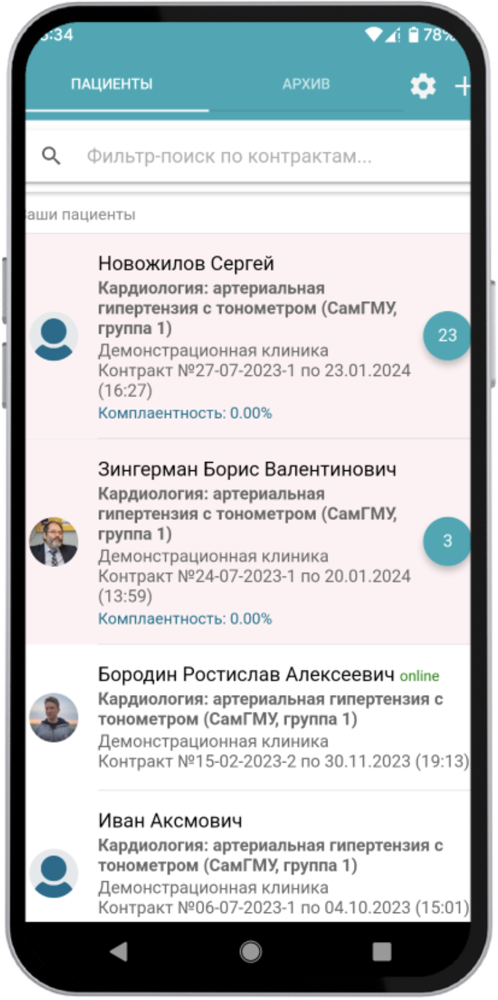 :34
78%
ПАЦИЕНТЫ
АРХИВ
Фильтр-поиск по контрактам...
аши пациенты
Новожилов Сергей
Кардиология: артериальная
гипертензия с тонометром (СамГМУ,
группа 1)
Демонстрационная клиника
Контракт №27-07-2023-1 по 23.01.2024
(16:27)
Комплаентность: 0.00%
23
Зингерман Борис Валентинович
Кардиология: артериальная
гипертензия с тонометром (СамГМУ,
группа 1)
Демонстрационная клиника
Контракт №24-07-2023-1 по 20.01.2024
(13:59)
Комплаентность: 0.00%
3
Бородин Ростислав Алексеевич online
Кардиология: артериальная гипертензия с
тонометром (СамГМУ, группа 1)
Демонстрационная клиника
Контракт №15-02-2023-2 по 30.11.2023 (19:13)
Иван Аксмович
Кардиология: артериальная гипертензия с
тонометром (СамГМУ, группа 1)
Демонстрационная клиника
Контракт №06-07-2023-1 по 04.10.2023 (15:01)